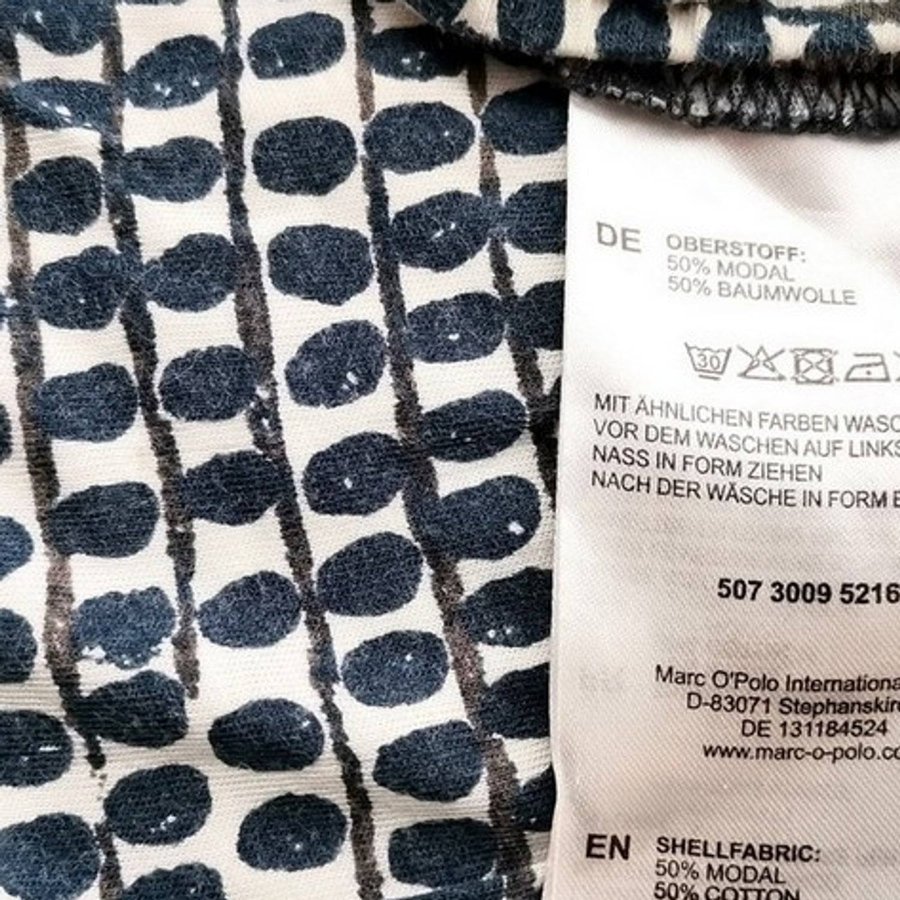 DE OBERSTOFF:
50% MODAL
50% BAUMWOLLE
30
MIT ÄHNLICHEN FARBEN WASC
VOR DEM WASCHEN AUF LINKS
NASS IN FORM ZIEHEN
NACH DER WÄSCHE IN FORM
507 3009 5216
Marc O'Polo Internationa
D-83071 Stephanskir
DE 131184524
www.marc-o-polo.co
EN SHELLFABRIC:
50% MODAL
50% COTTON